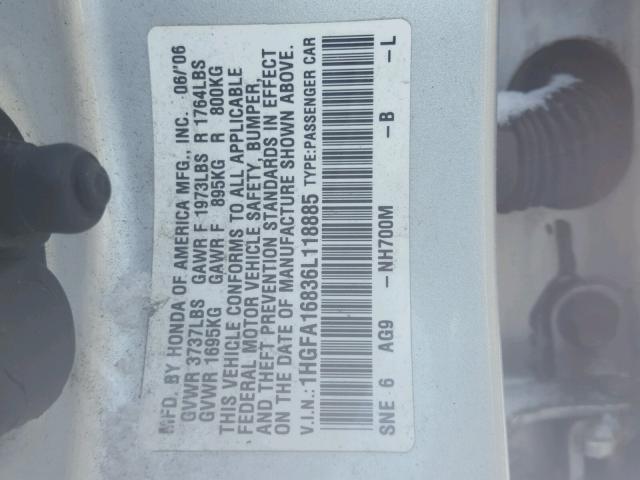 MFD. BY HONDA OF AMERICA MFG., INC. 06/'06
GVWR 3737LBS GAWR F 1973LBS R 1764LBS
GVWR 1695KG GAWR F 895KG R 800KG
THIS VEHICLE CONFORMS TO ALL APPLICABLE
FEDERAL MOTOR VEHICLE SAFETY, BUMPER,
AND THEFT PREVENTION STANDARDS IN EFFECT
ON THE DATE OF MANUFACTURE SHOWN ABOVE.
V.I.N.:1HGFA16836L118885 TYPE:PASSENGER CAR
SNE 6 AG9 -NH700M -B -L